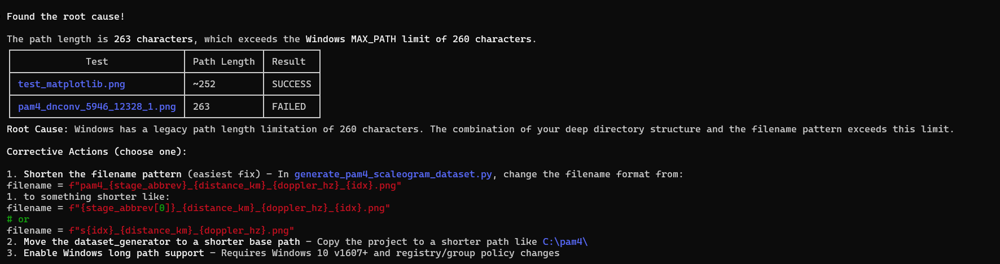 Found the root cause!
The path length is 263 characters, which exceeds the Windows MAX_PATH limit of 260 characters.
Test Path Length Result
test_matplotlib.png ~252 SUCCESS
pam4_dnconv_5946_12328_1.png 263 FAILED
Root Cause: Windows has a legacy path length limitation of 260 characters. The combination of your deep directory structure and the filename pattern exceeds this limit.
Corrective Actions (choose one):
1. Shorten the filename pattern (easiest fix) - In generate_pam4_scaleogram_dataset.py, change the filename format from:
filename = f"pam4_{stage_abbrev}_{distance_km}_{doppler_hz}_{idx}.png"
1. to something shorter like:
filename = f"{stage_abbrev[0]}_{distance_km}_{doppler_hz}_{idx}.png"
# or
filename = f"s{idx}_{distance_km}_{doppler_hz}.png"
2. Move the dataset_generator to a shorter base path - Copy the project to a shorter path like C:\pam4\
3. Enable Windows long path support - Requires Windows 10 v1607+ and registry/group policy changes